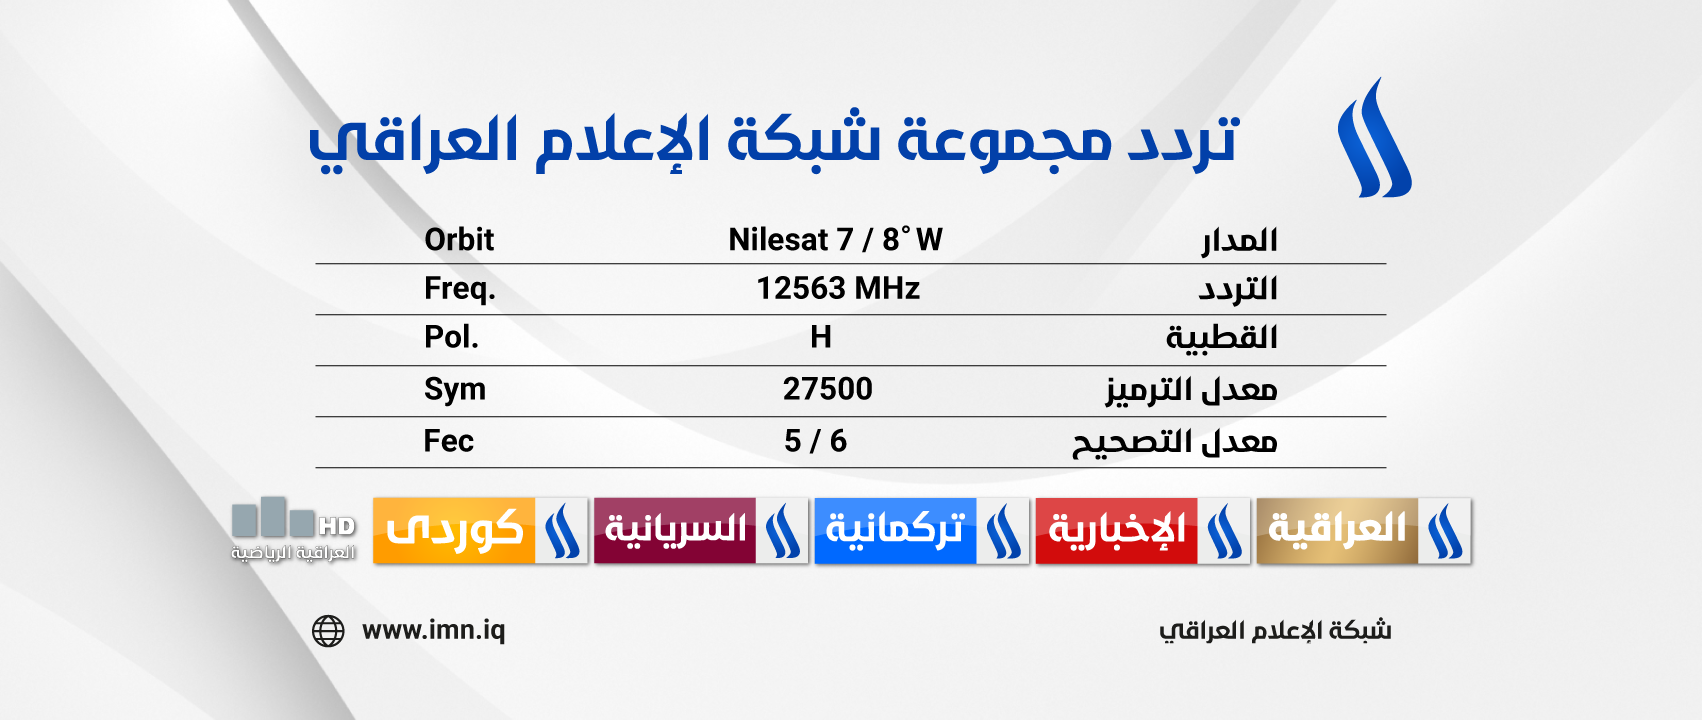 تردد مجموعة شبكة الإعلام العراقي
المدار Nilesat 7 / 8° W Orbit
التردد 12563 MHz Freq.
القطبية H Pol.
معدل الترميز 27500 Sym
معدل التصحيح 5 / 6 Fec
العراقية الإخبارية تركمانية السريانية كوردى HD
العراقية الرياضية
شبكة الإعلام العراقي www.imn.iq